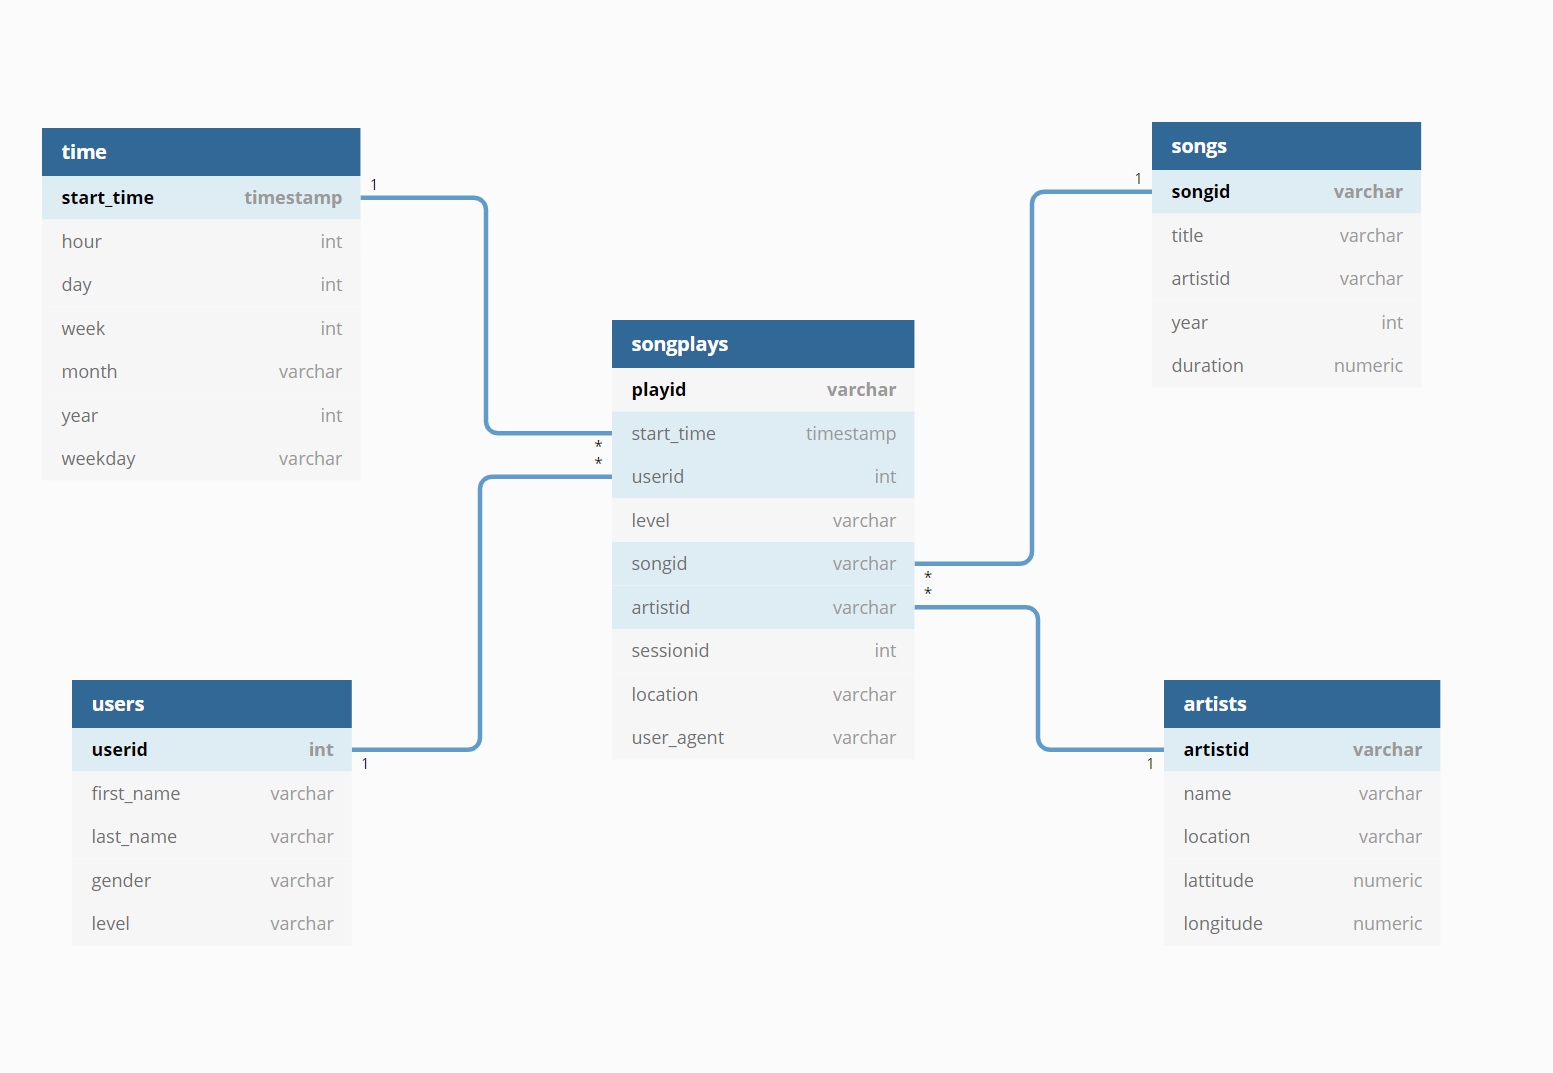 time
start_time timestamp
hour int
day int
week int
month varchar
year int
weekday varchar
1
songs
songid varchar
title varchar
artistid varchar
year int
duration numeric
1
songplays
playid varchar
start_time timestamp
userid int
level varchar
songid varchar
artistid varchar
sessionid int
location varchar
user_agent varchar
*
*
*
*
users
userid int
first_name varchar
last_name varchar
gender varchar
level varchar
1
artists
artistid varchar
name varchar
location varchar
lattitude numeric
longitude numeric
1